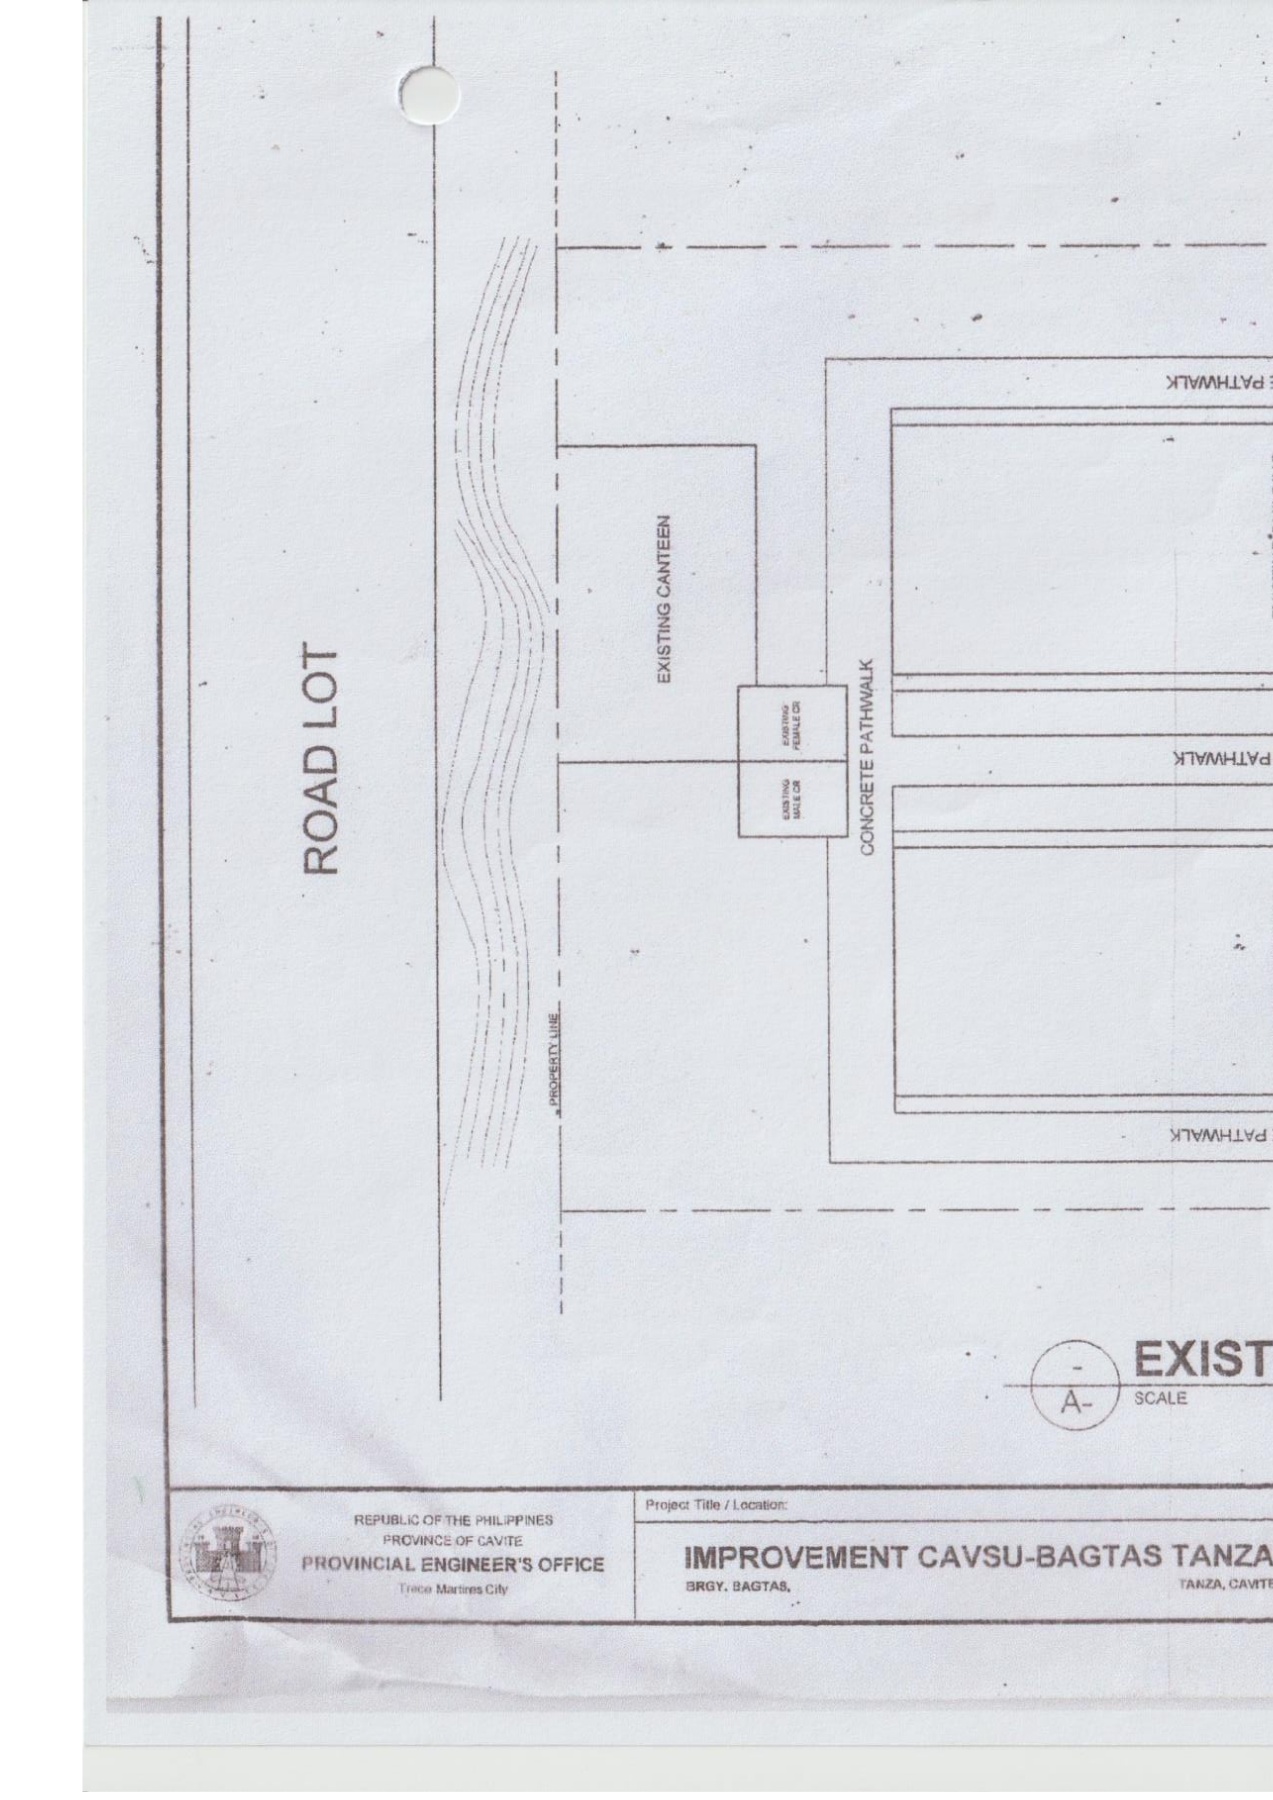 ROAD LOT
PROPERTY LINE
EXISTING CANTEEN
EXISTING
FEMALE CR
EXISTING
MALE CR
CONCRETE PATHWALK
PATHWALK
PATHWALK
PATHWALK
-
A-
EXIST
SCALE
REPUBLIC OF THE PHILIPPINES
PROVINCE OF CAVITE
PROVINCIAL ENGINEER'S OFFICE
Trece Martires City
Project Title / Location:
IMPROVEMENT CAVSU-BAGTAS TANZA
BRGY. BAGTAS,
TANZA, CAVITE